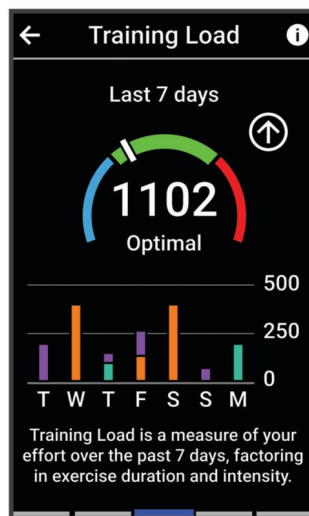 Training Load
i
Last 7 days
1102
Optimal
500
250
0
T W T F S S M
Training Load is a measure of your
effort over the past 7 days, factoring
in exercise duration and intensity.